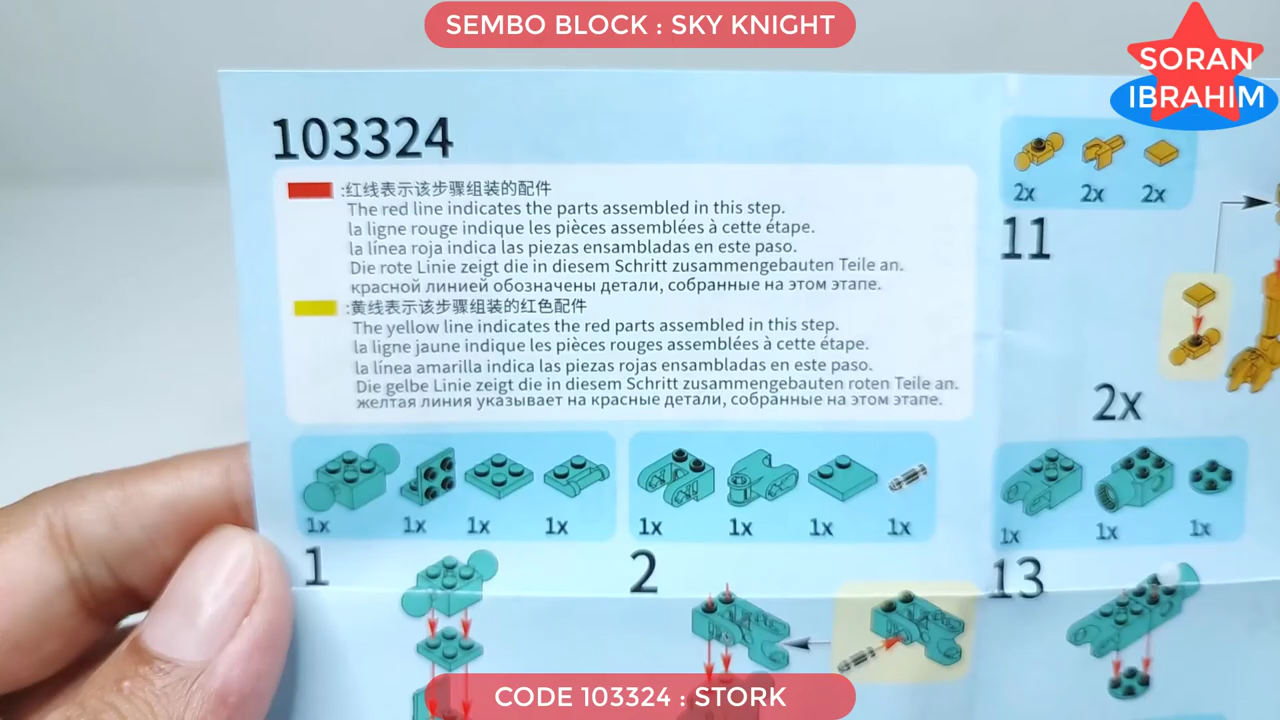 SEMBO BLOCK : SKY KNIGHT
SORAN
IBRAHIM
103324
:红线表示该步骤组装的配件
The red line indicates the parts assembled in this step.
la ligne rouge indique les pièces assemblées à cette étape.
la línea roja indica las piezas ensambladas en este paso.
Die rote Linie zeigt die in diesem Schritt zusammengebauten Teile an.
красной линией обозначены детали, собранные на этом этапе.
:黄线表示该步骤组装的红色配件
The yellow line indicates the red parts assembled in this step.
la ligne jaune indique les pièces rouges assemblées à cette étape.
la línea amarilla indica las piezas rojas ensambladas en este paso.
Die gelbe Linie zeigt die in diesem Schritt zusammengebauten roten Teile an.
желтая линия указывает на красные детали, собранные на этом этапе.
2x 2x 2x
11
2x
1x 1x 1x 1x
1
1x 1x 1x 1x
2
1x 1x 1x
13
CODE 103324 : STORK